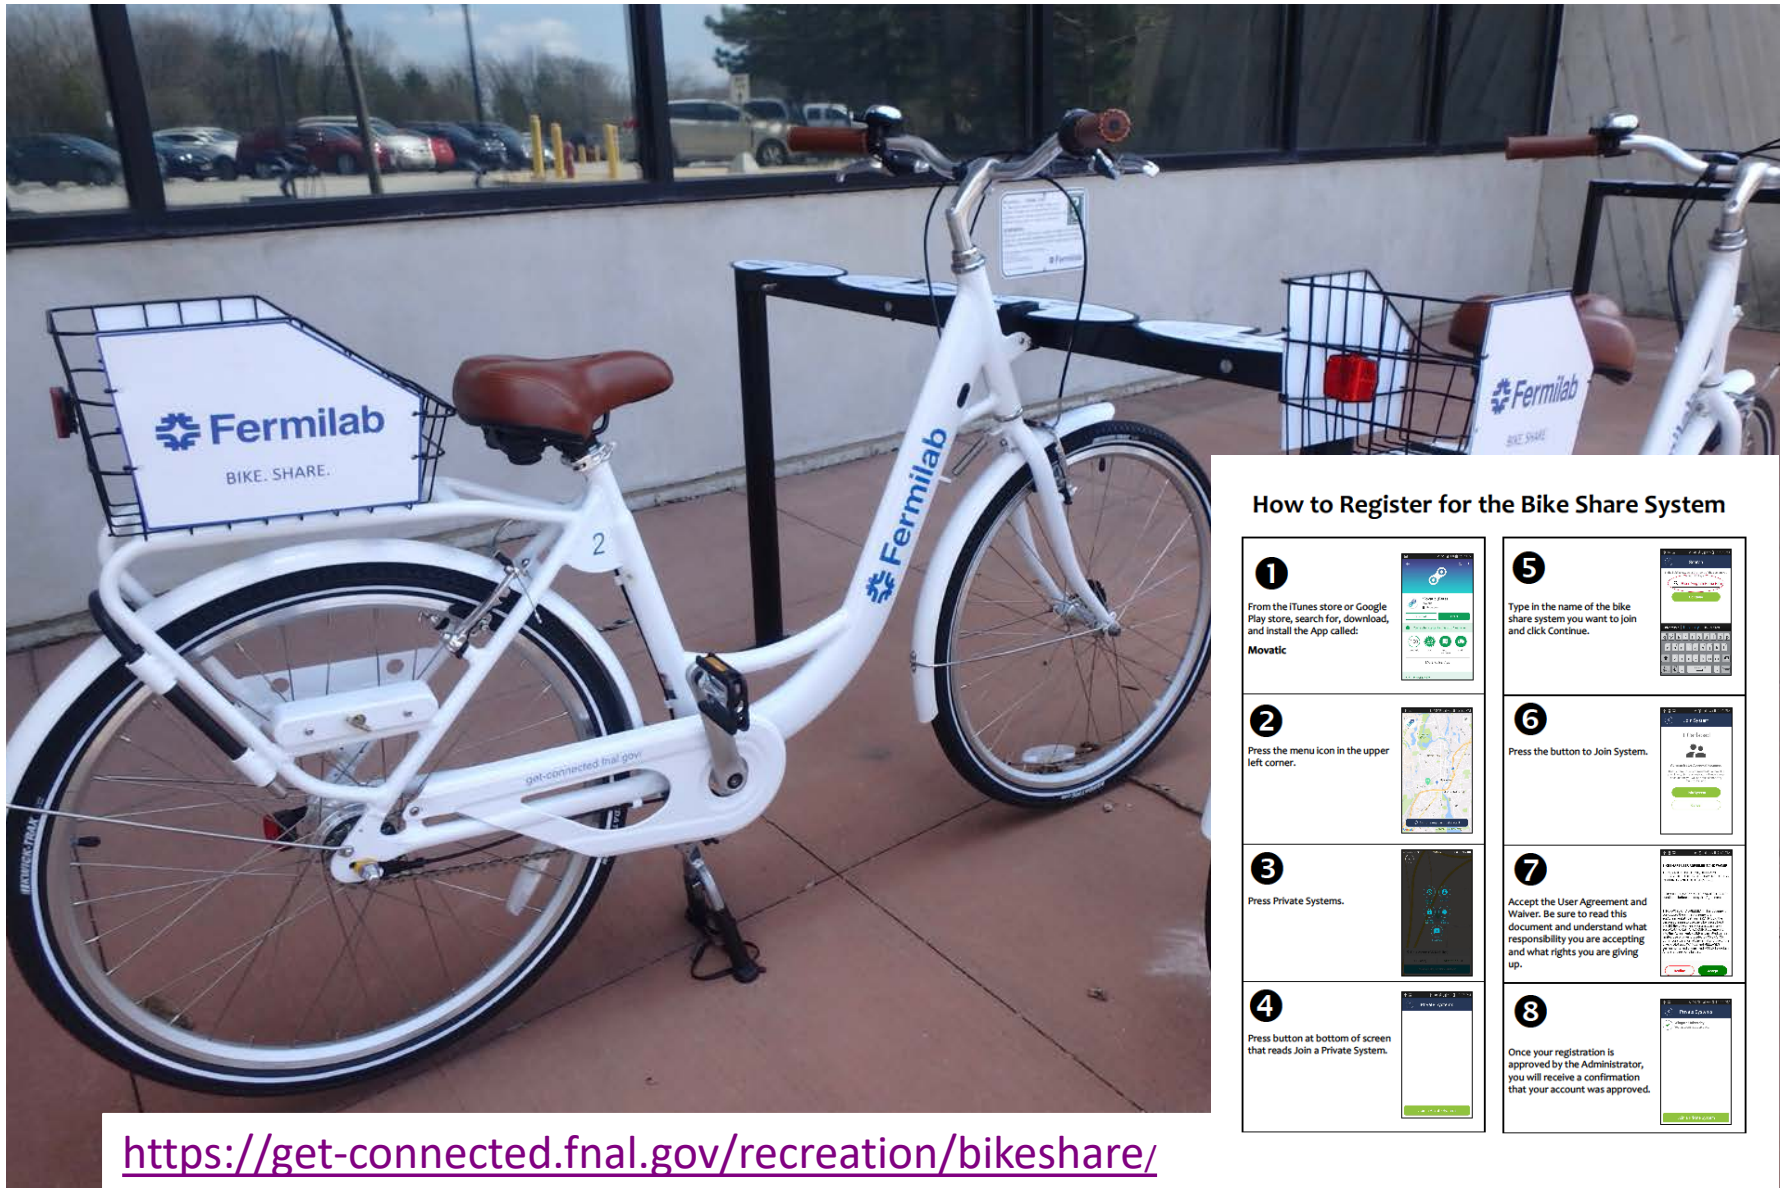 Fermilab
BIKE. SHARE.
2
Fermilab
get-connected.fnal.gov/
KWICK-TRAX
Fermilab
Fermilab
BIKE. SHARE.
How to Register for the Bike Share System
1
From the iTunes store or Google
Play store, search for, download,
and install the App called:
Movatic
2
Press the menu icon in the upper
left corner.
3
Press Private Systems.
4
Press button at bottom of screen
that reads Join a Private System.
5
Type in the name of the bike
share system you want to join
and click Continue.
6
Press the button to Join System.
7
Accept the User Agreement and
Waiver. Be sure to read this
document and understand what
responsibility you are accepting
and what rights you are giving
up.
8
Once your registration is
approved by the Administrator,
you will receive a confirmation
that your account was approved.
https://get-connected.fnal.gov/recreation/bikeshare/